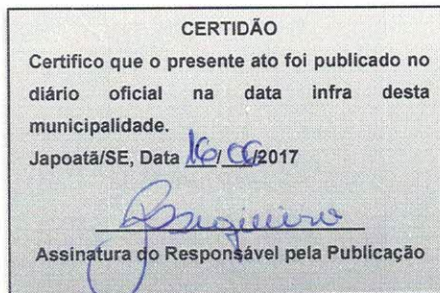 CERTIDÃO
Certifico que o presente ato foi publicado no
diário oficial na data infra desta
municipalidade.
Japoatã/SE, Data 16/06/2017
Assinatura do Responsável pela Publicação